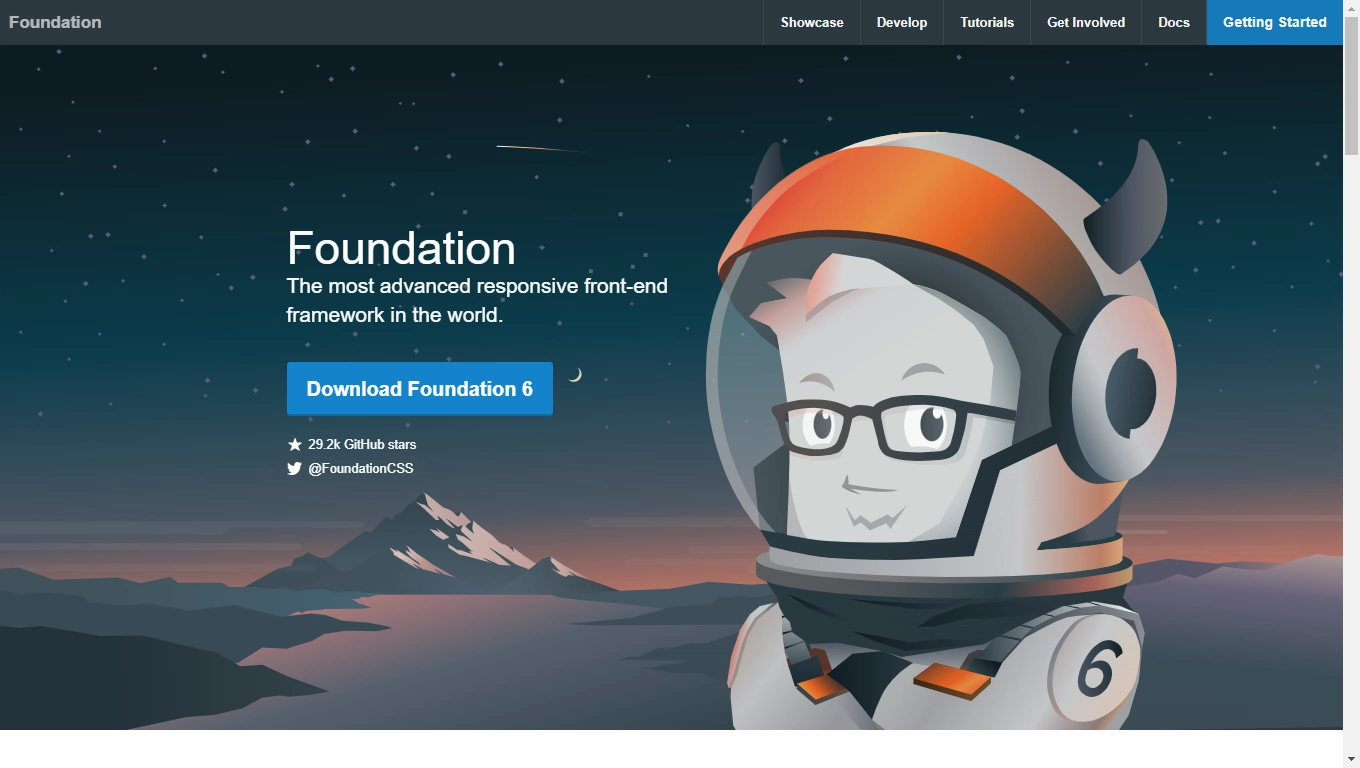 Foundation
Showcase
Develop
Tutorials
Get Involved
Docs
Getting Started
Foundation
The most advanced responsive front-end
framework in the world.
Download Foundation 6
29.2k GitHub stars
@FoundationCSS
6